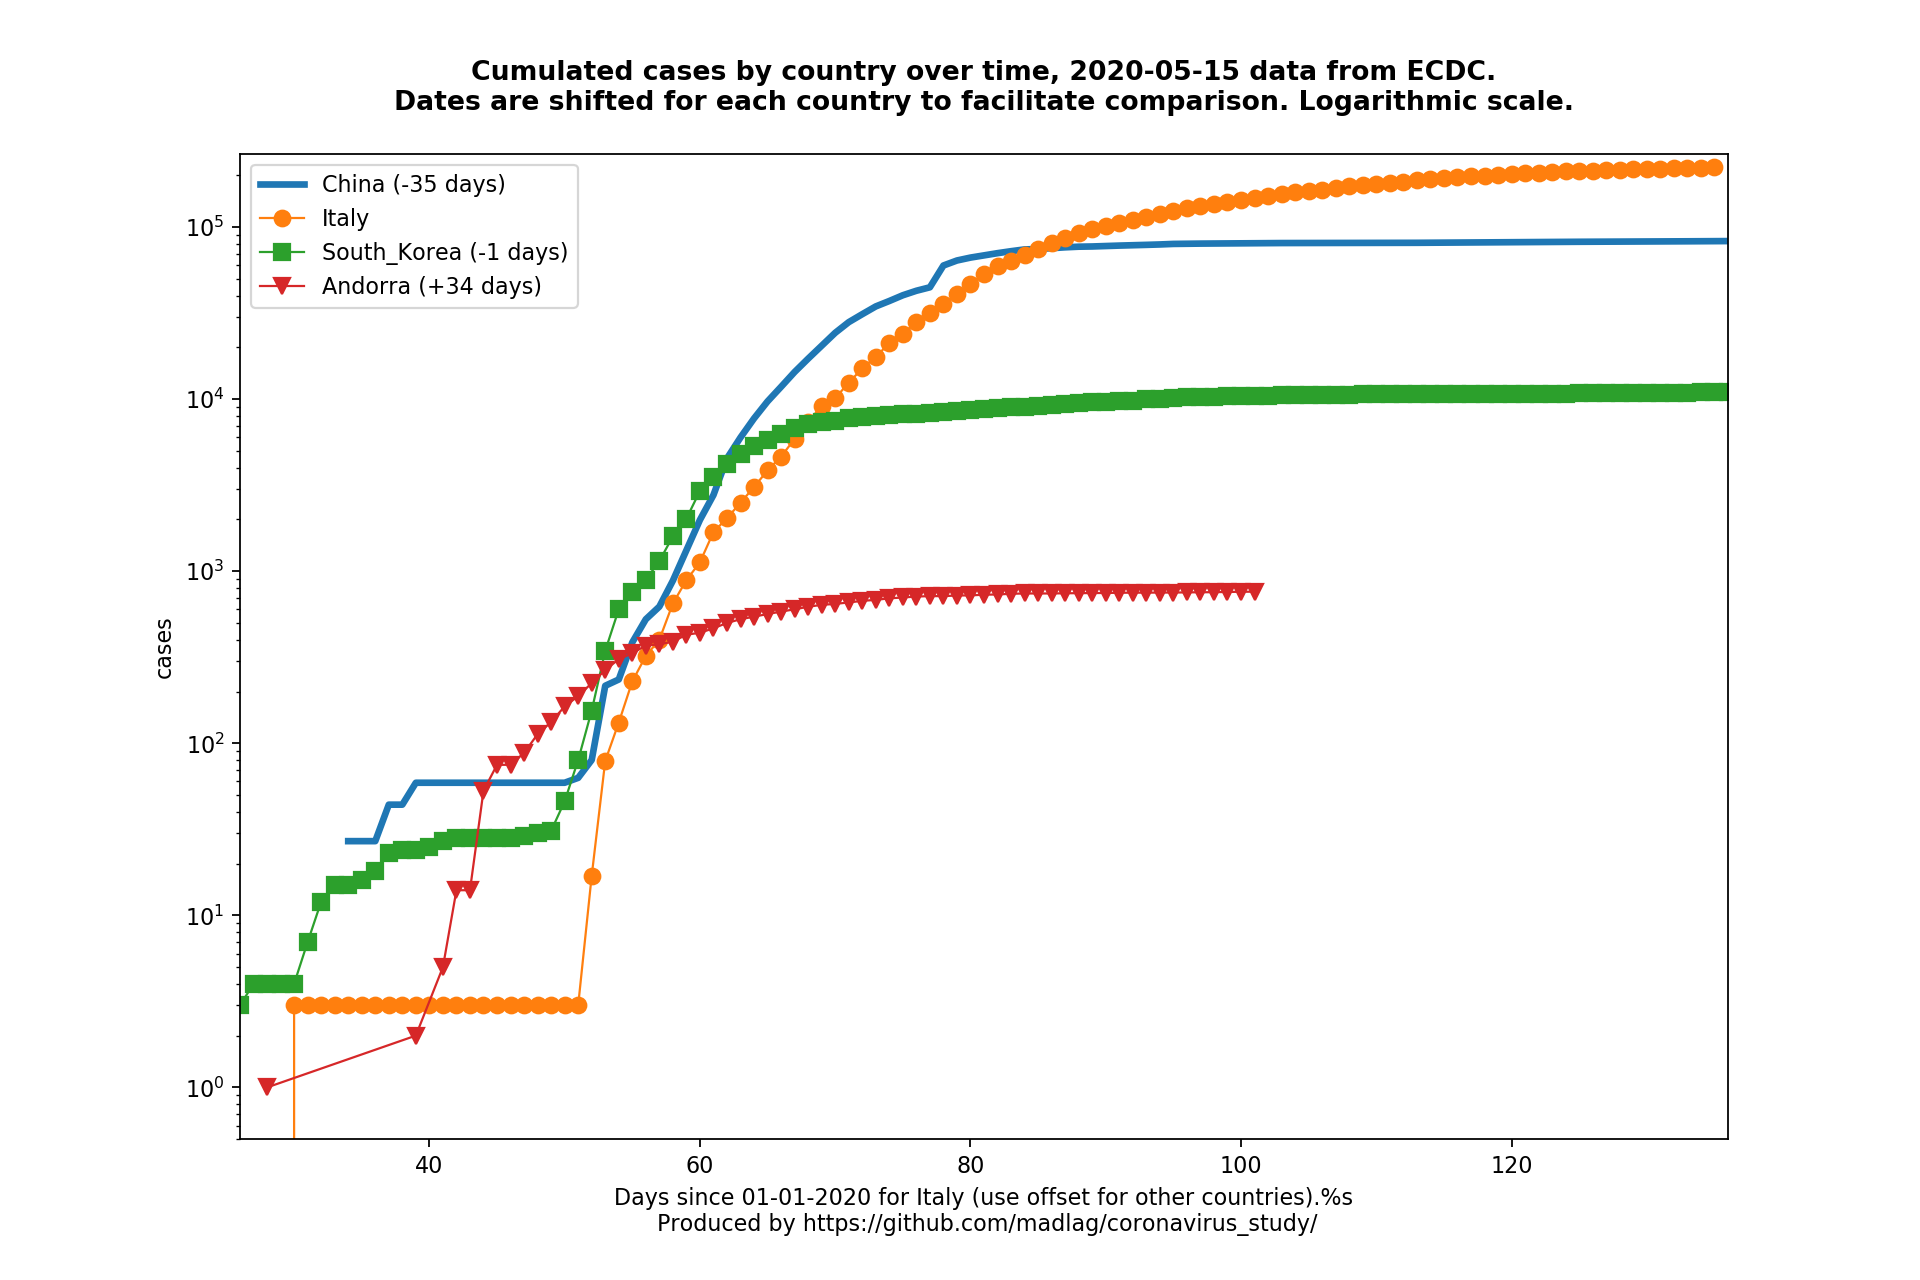 Cumulated cases by country over time, 2020-05-15 data from ECDC.
Dates are shifted for each country to facilitate comparison. Logarithmic scale.
China (-35 days)
Italy
South_Korea (-1 days)
Andorra (+34 days)
10^5
10^4
10^3
10^2
10^1
10^0
cases
40 60 80 100 120
Days since 01-01-2020 for Italy (use offset for other countries).%s
Produced by https://github.com/madlag/coronavirus_study/